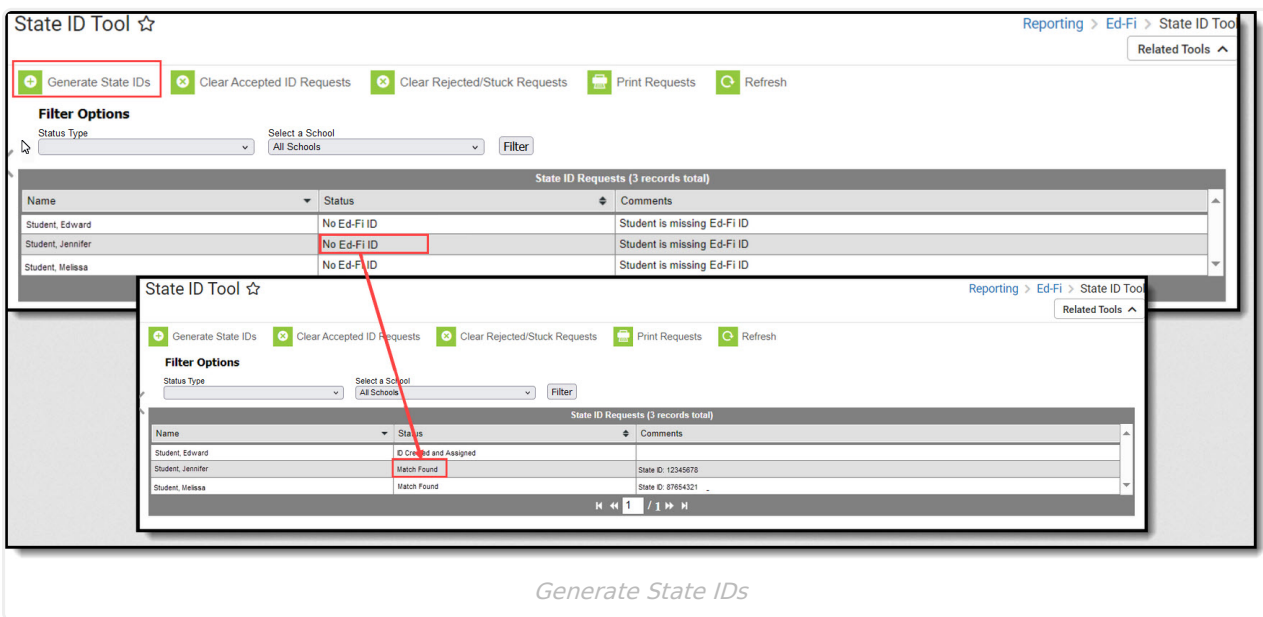 State ID Tool
Reporting > Ed-Fi > State ID Tool
Related Tools
Generate State IDs Clear Accepted ID Requests Clear Rejected/Stuck Requests Print Requests Refresh
Filter Options
Status Type Select a School
All Schools Filter
State ID Requests (3 records total)
Name Status Comments
Student, Edward No Ed-Fi ID Student is missing Ed-Fi ID
Student, Jennifer No Ed-Fi ID Student is missing Ed-Fi ID
Student, Melissa No Ed-Fi ID Student is missing Ed-Fi ID
State ID Tool
Reporting > Ed-Fi > State ID Tool
Related Tools
Generate State IDs Clear Accepted ID Requests Clear Rejected/Stuck Requests Print Requests Refresh
Filter Options
Status Type Select a School
All Schools Filter
State ID Requests (3 records total)
Name Status Comments
Student, Edward ID Created and Assigned
Student, Jennifer Match Found State ID: 12345678
Student, Melissa Match Found State ID: 87654321
1 / 1
Generate State IDs